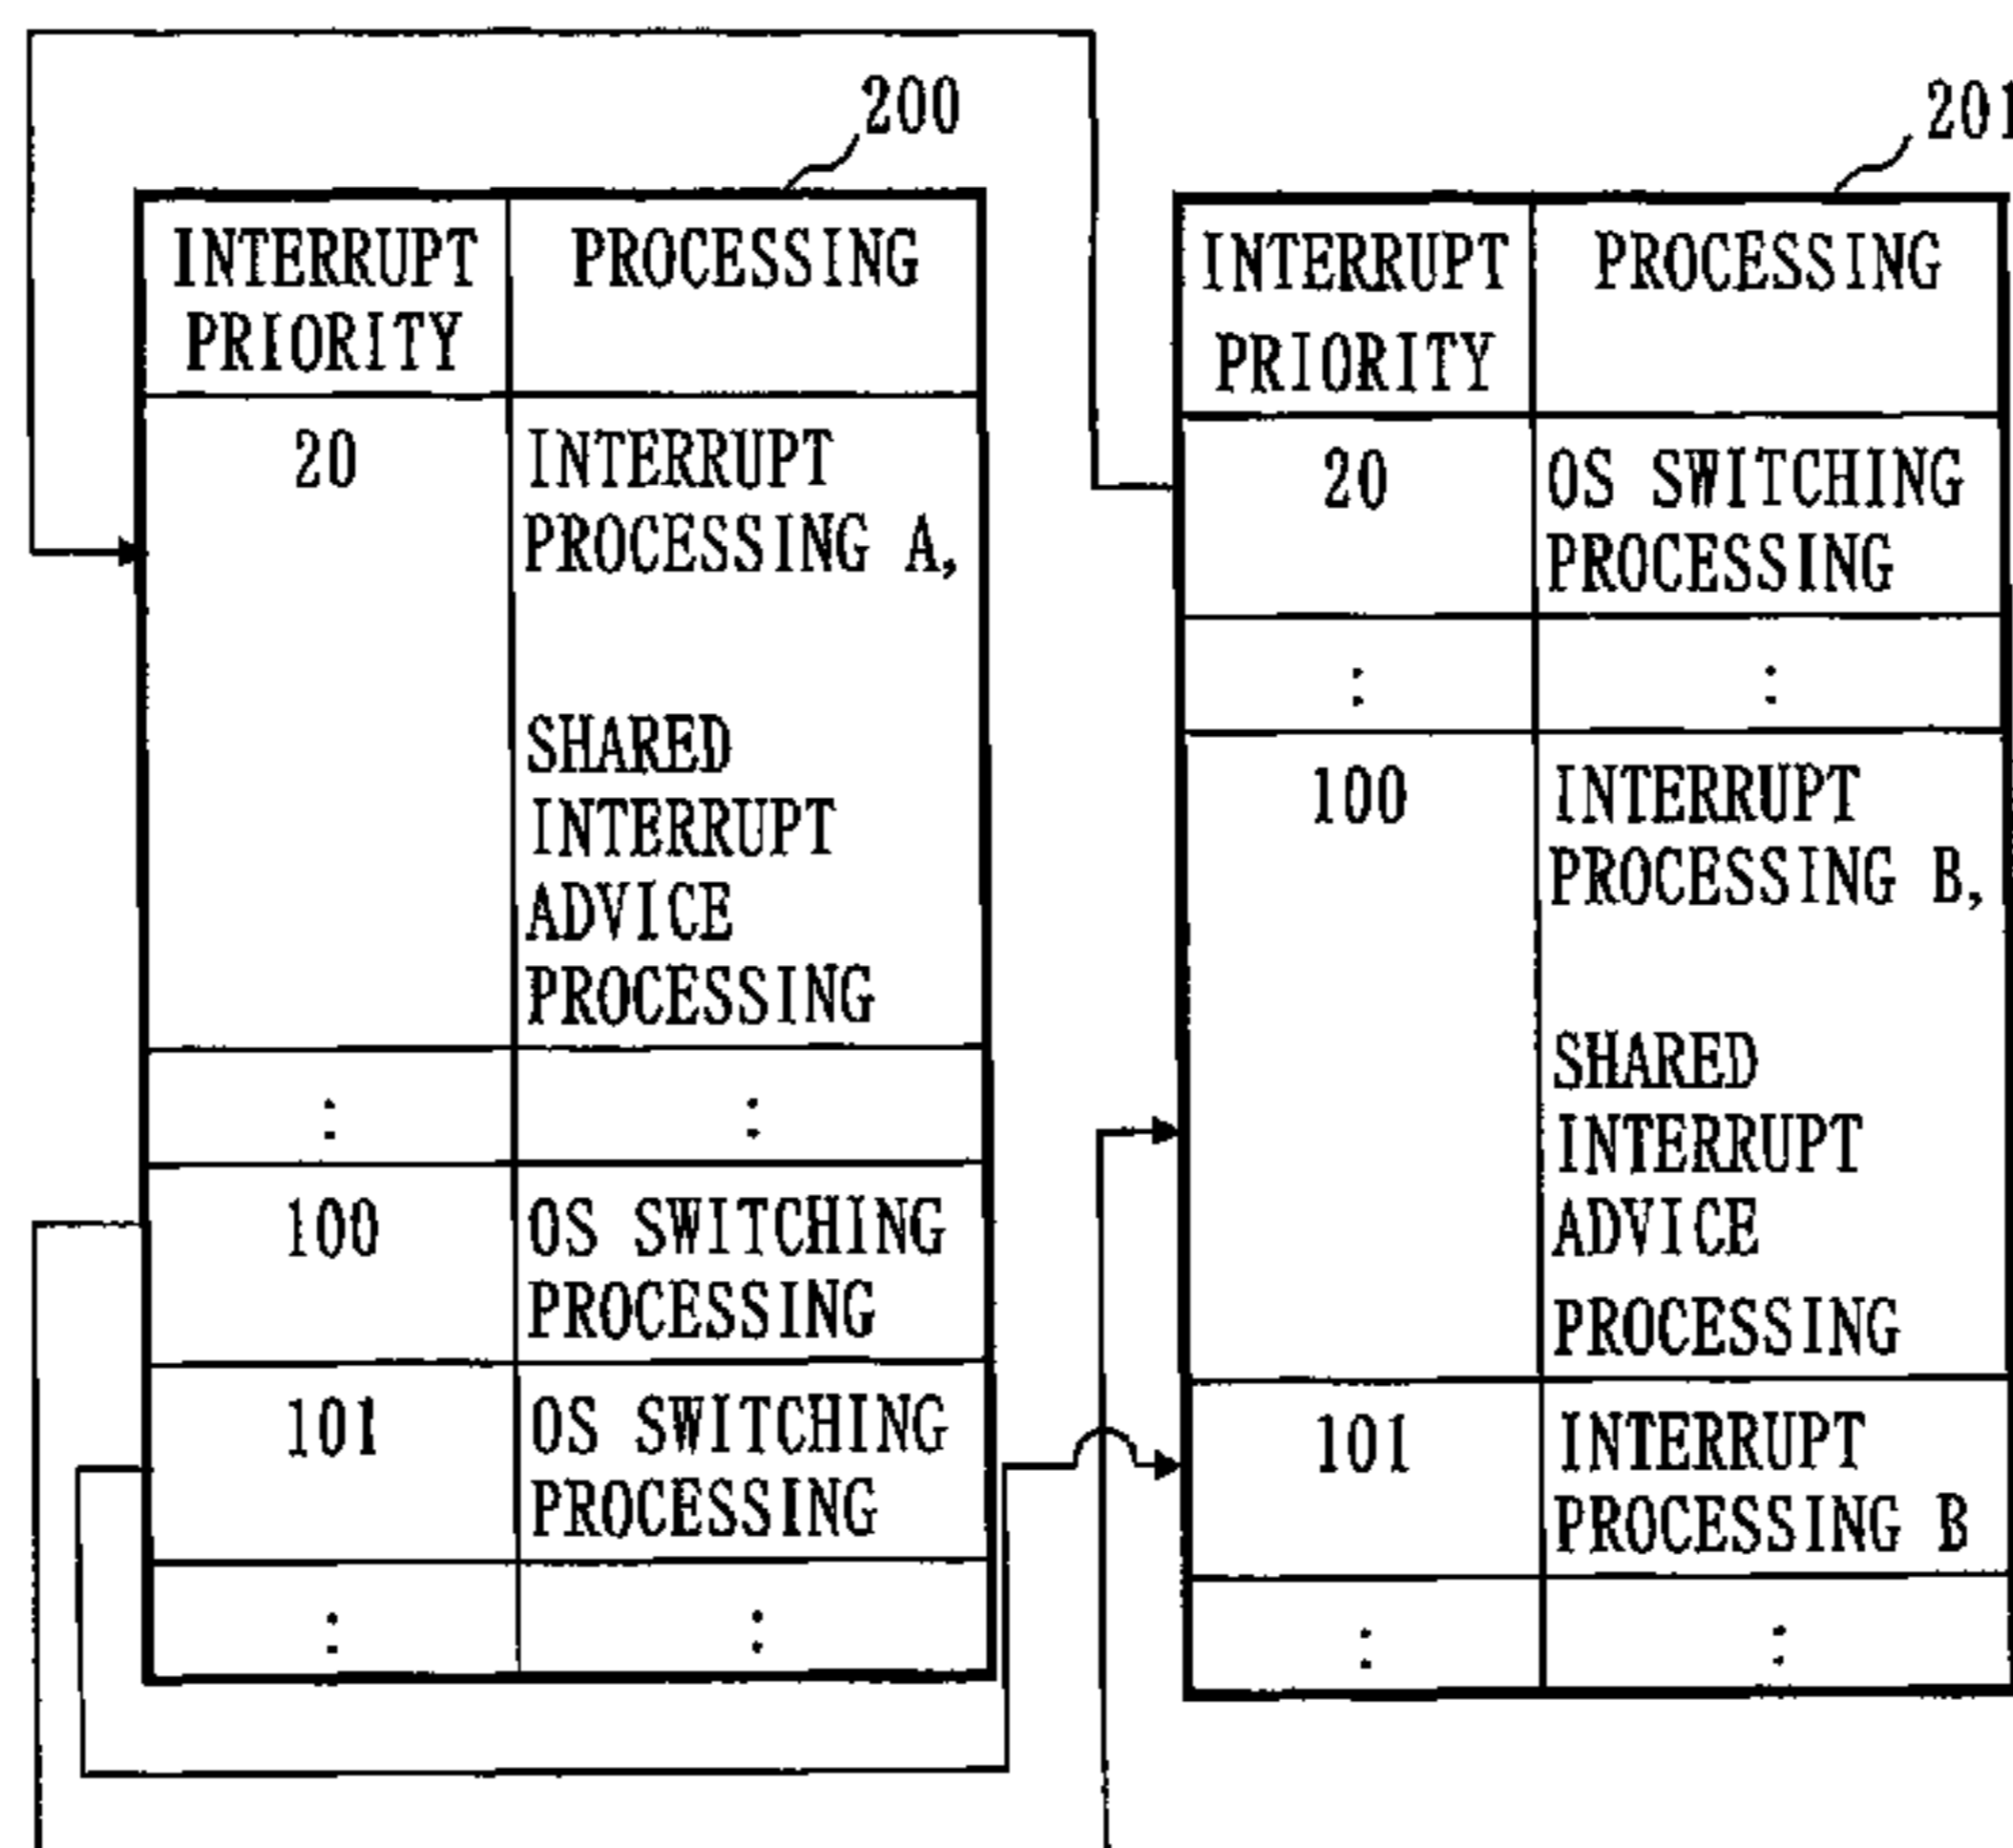 200
INTERRUPT PRIORITY
PROCESSING
20
INTERRUPT
PROCESSING A,
SHARED
INTERRUPT
ADVICE
PROCESSING
:
:
100
OS SWITCHING
PROCESSING
101
OS SWITCHING
PROCESSING
:
:
201
INTERRUPT PRIORITY
PROCESSING
20
OS SWITCHING
PROCESSING
:
:
100
INTERRUPT
PROCESSING B,
SHARED
INTERRUPT
ADVICE
PROCESSING
101
INTERRUPT
PROCESSING B
:
: